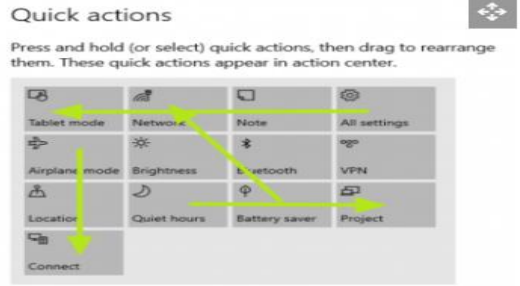 Quick actions
Press and hold (or select) quick actions, then drag to rearrange
them. These quick actions appear in action center.
Tablet mode Network Note All settings
Airplane mode Brightness Bluetooth VPN
Location Quiet hours Battery saver Project
Connect